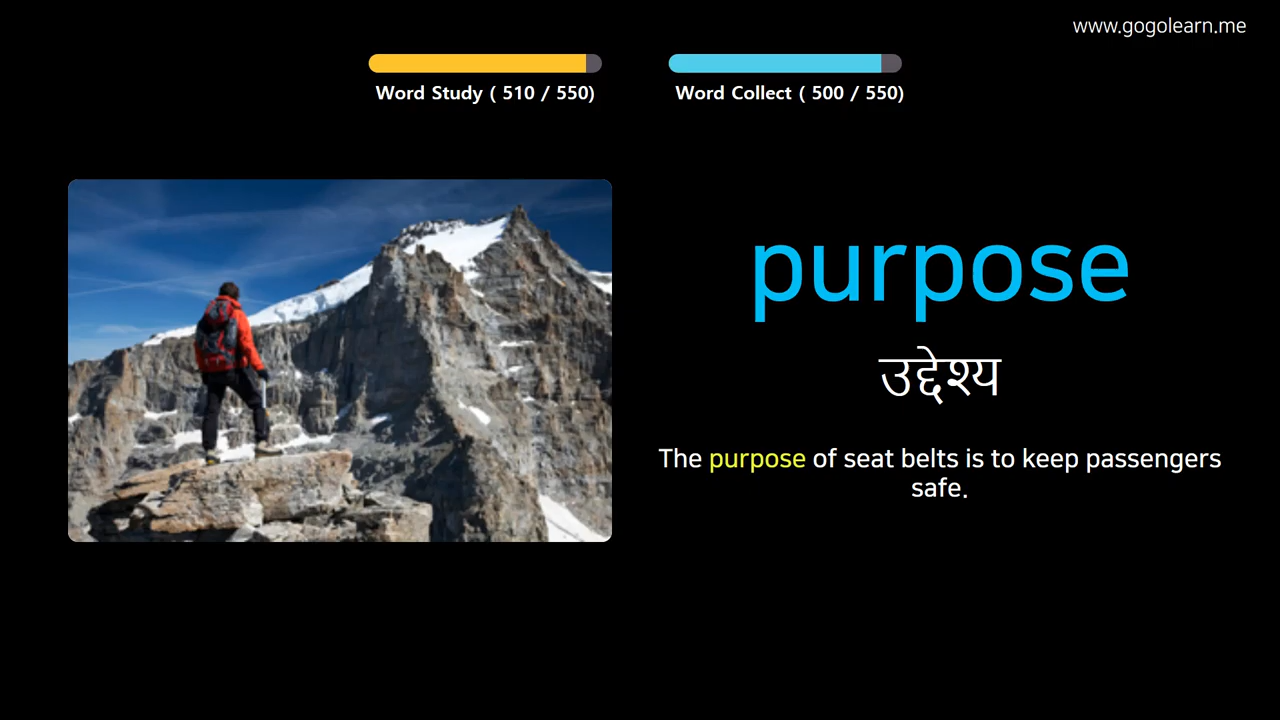 www.gogolearn.me
Word Study ( 510 / 550)
Word Collect ( 500 / 550)
purpose
उद्देश्य
The purpose of seat belts is to keep passengers
safe.